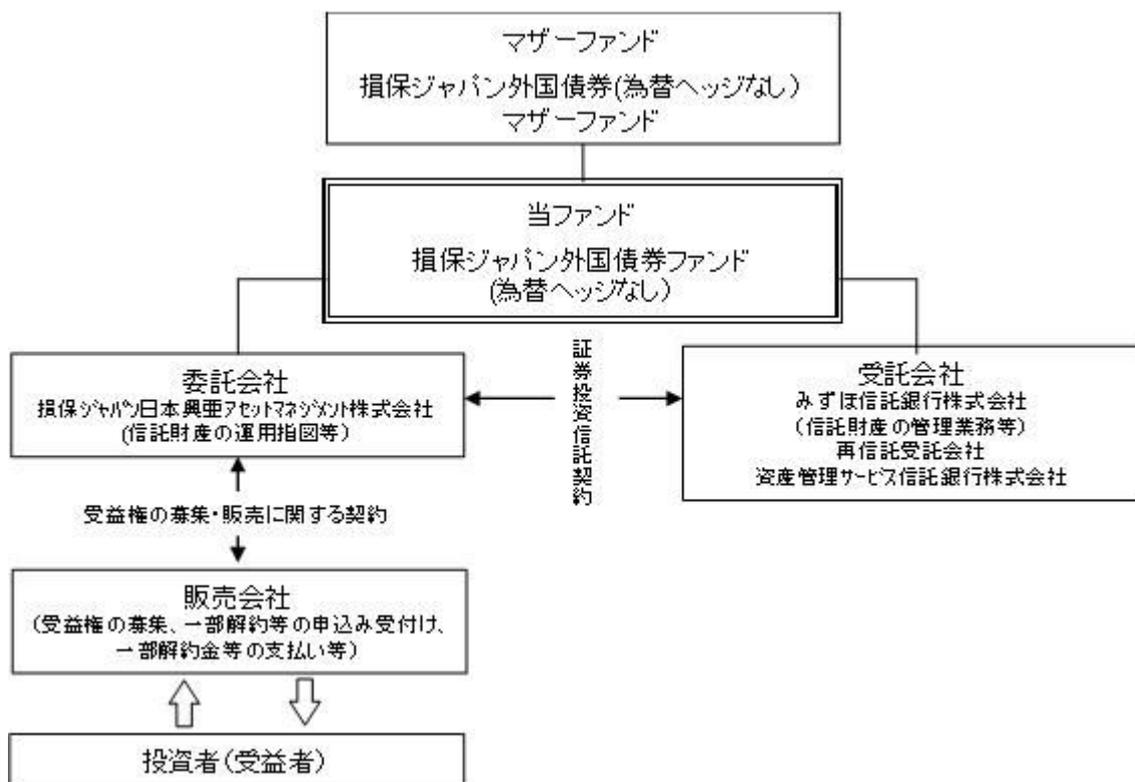 マザーファンド
損保ジャパン外国債券(為替ヘッジなし)
マザーファンド
当ファンド
損保ジャパン外国債券ファンド
(為替ヘッジなし)
委託会社
損保ジャパン日本興亜アセットマネジメント株式会社
(信託財産の運用指図等)
証券投資信託契約
受託会社
みずほ信託銀行株式会社
(信託財産の管理業務等)
再信託受託会社
資産管理サービス信託銀行株式会社
受益権の募集・販売に関する契約
販売会社
(受益権の募集、一部解約等の申込み受付け、
一部解約金等の支払い等)
投資者(受益者)